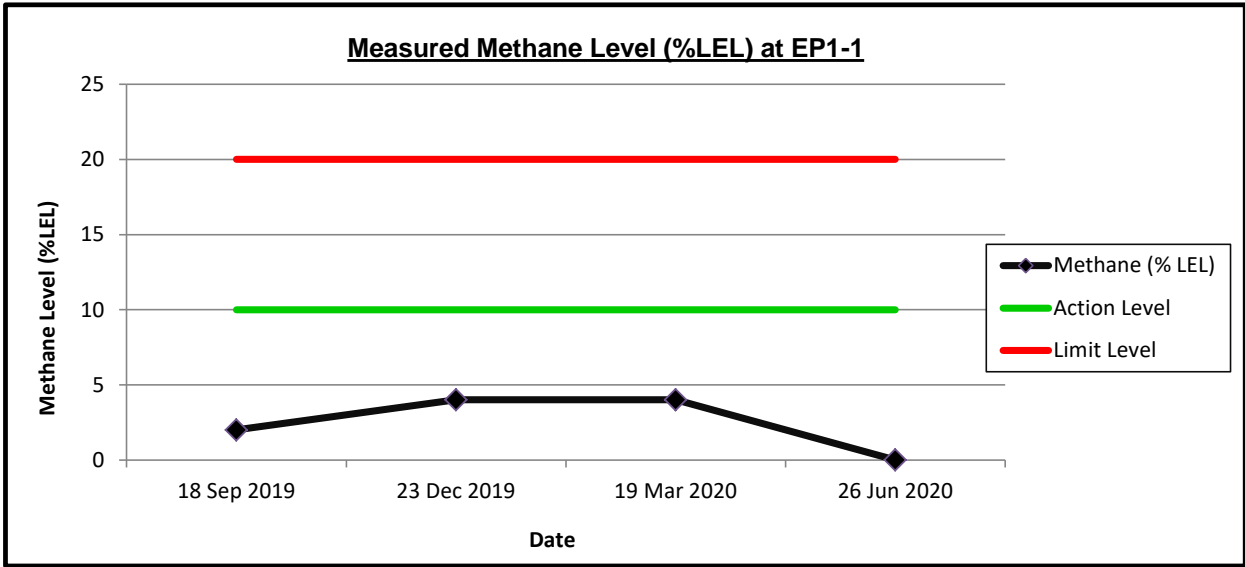 Measured Methane Level (%LEL) at EP1-1
25
20
15
10
5
0
Methane Level (%LEL)
18 Sep 2019
23 Dec 2019
19 Mar 2020
26 Jun 2020
Date
Methane (% LEL)
Action Level
Limit Level